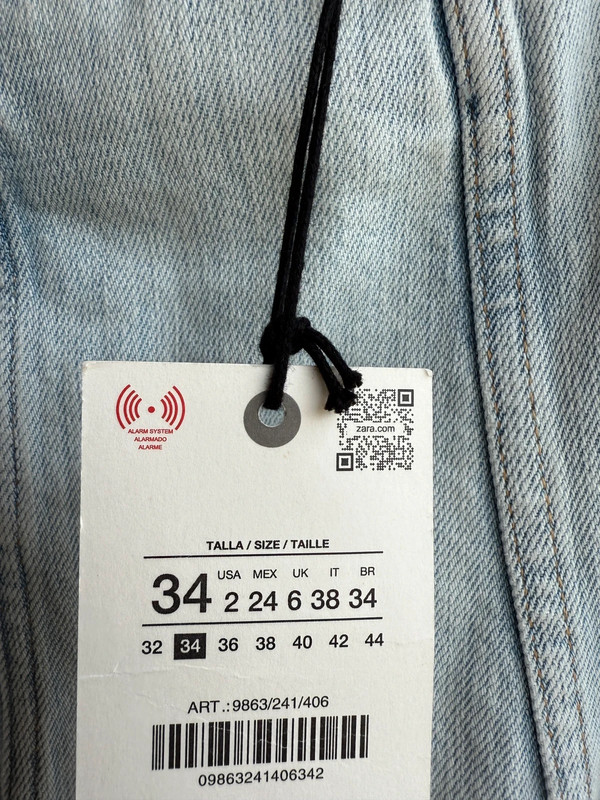 ALARM SYSTEM
ALARMADO
ALARME
zara.com
TALLA / SIZE / TAILLE
USA MEX UK IT BR
34 2 24 6 38 34
32 34 36 38 40 42 44
ART.: 9863/241/406
09863241406342